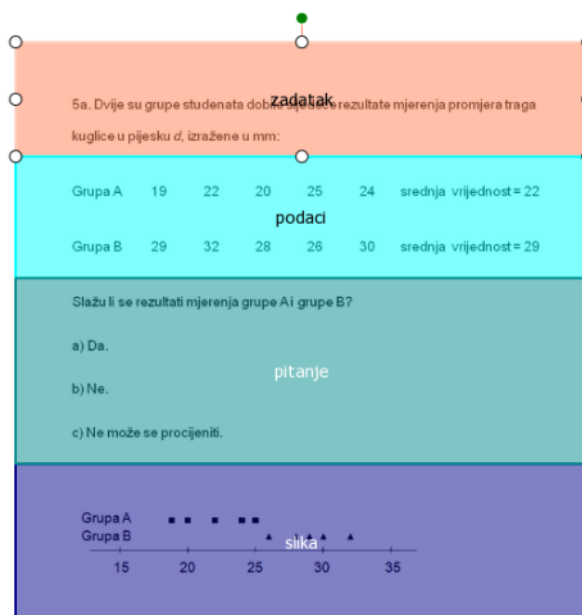 zadatak
5a. Dvije su grupe studenata dobile sljedeće rezultate mjerenja promjera traga
kuglice u pijesku d, izražene u mm:
Grupa A 19 22 20 25 24 srednja vrijednost = 22
podaci
Grupa B 29 32 28 26 30 srednja vrijednost = 29
Slažu li se rezultati mjerenja grupe A i grupe B?
a) Da.
pitanje
b) Ne.
c) Ne može se procijeniti.
Grupa A
Grupa B
slika
15 20 25 30 35